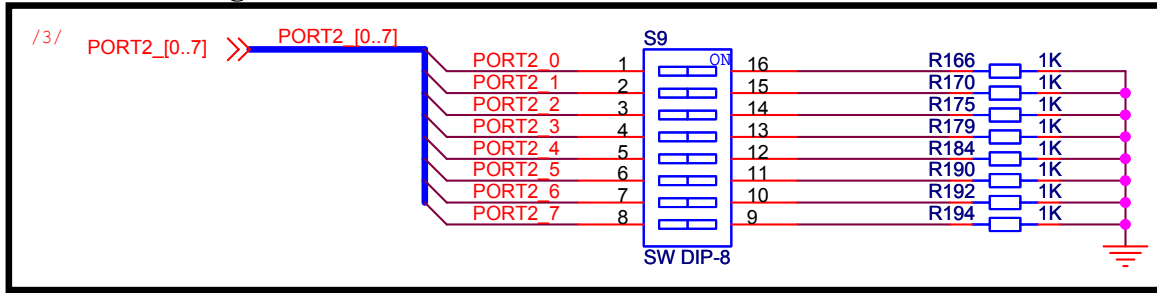 /3/ PORT2_[0..7] PORT2_[0..7]
S9
ON
PORT2_0 1 16 R166 1K
PORT2_1 2 15 R170 1K
PORT2_2 3 14 R175 1K
PORT2_3 4 13 R179 1K
PORT2_4 5 12 R184 1K
PORT2_5 6 11 R190 1K
PORT2_6 7 10 R192 1K
PORT2_7 8 9 R194 1K
SW DIP-8